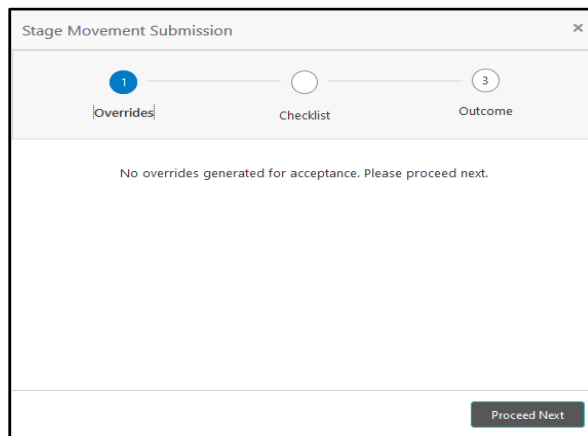 Stage Movement Submission ×
1
3
Overrides
Checklist
Outcome
No overrides generated for acceptance. Please proceed next.
Proceed Next